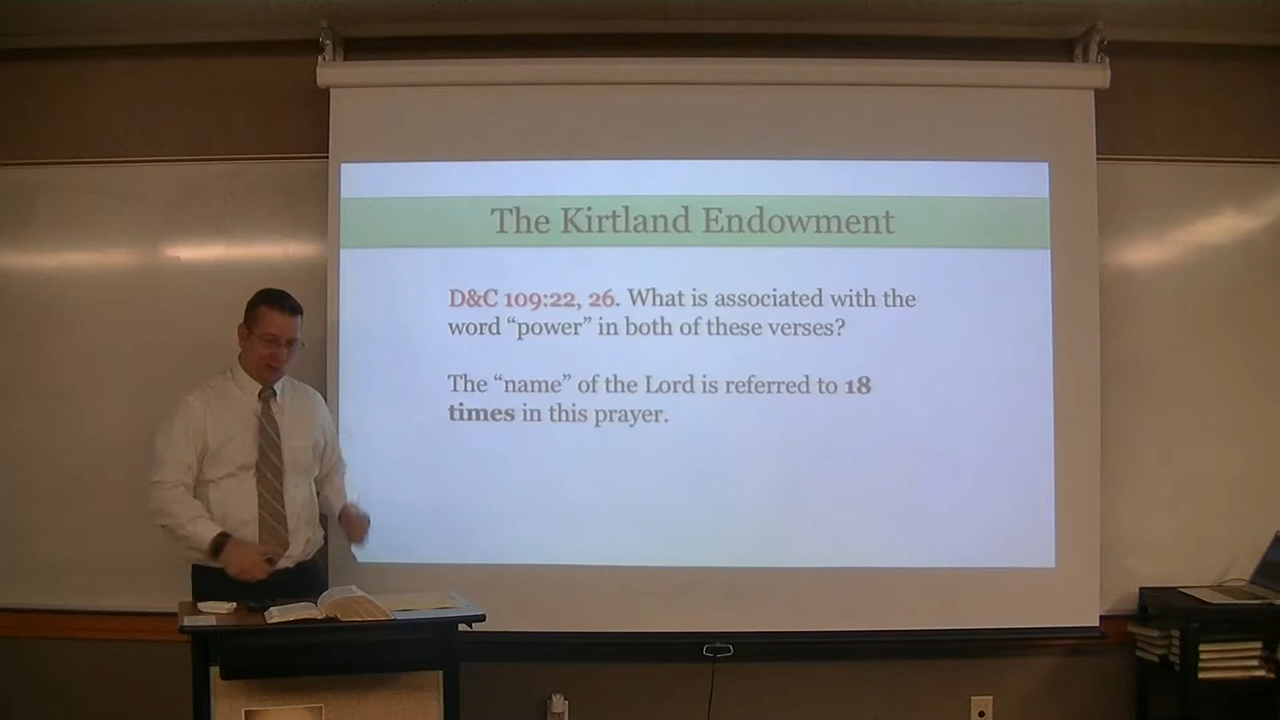 The Kirtland Endowment
D&C 109:22, 26. What is associated with the
word “power” in both of these verses?
The “name” of the Lord is referred to 18
times in this prayer.